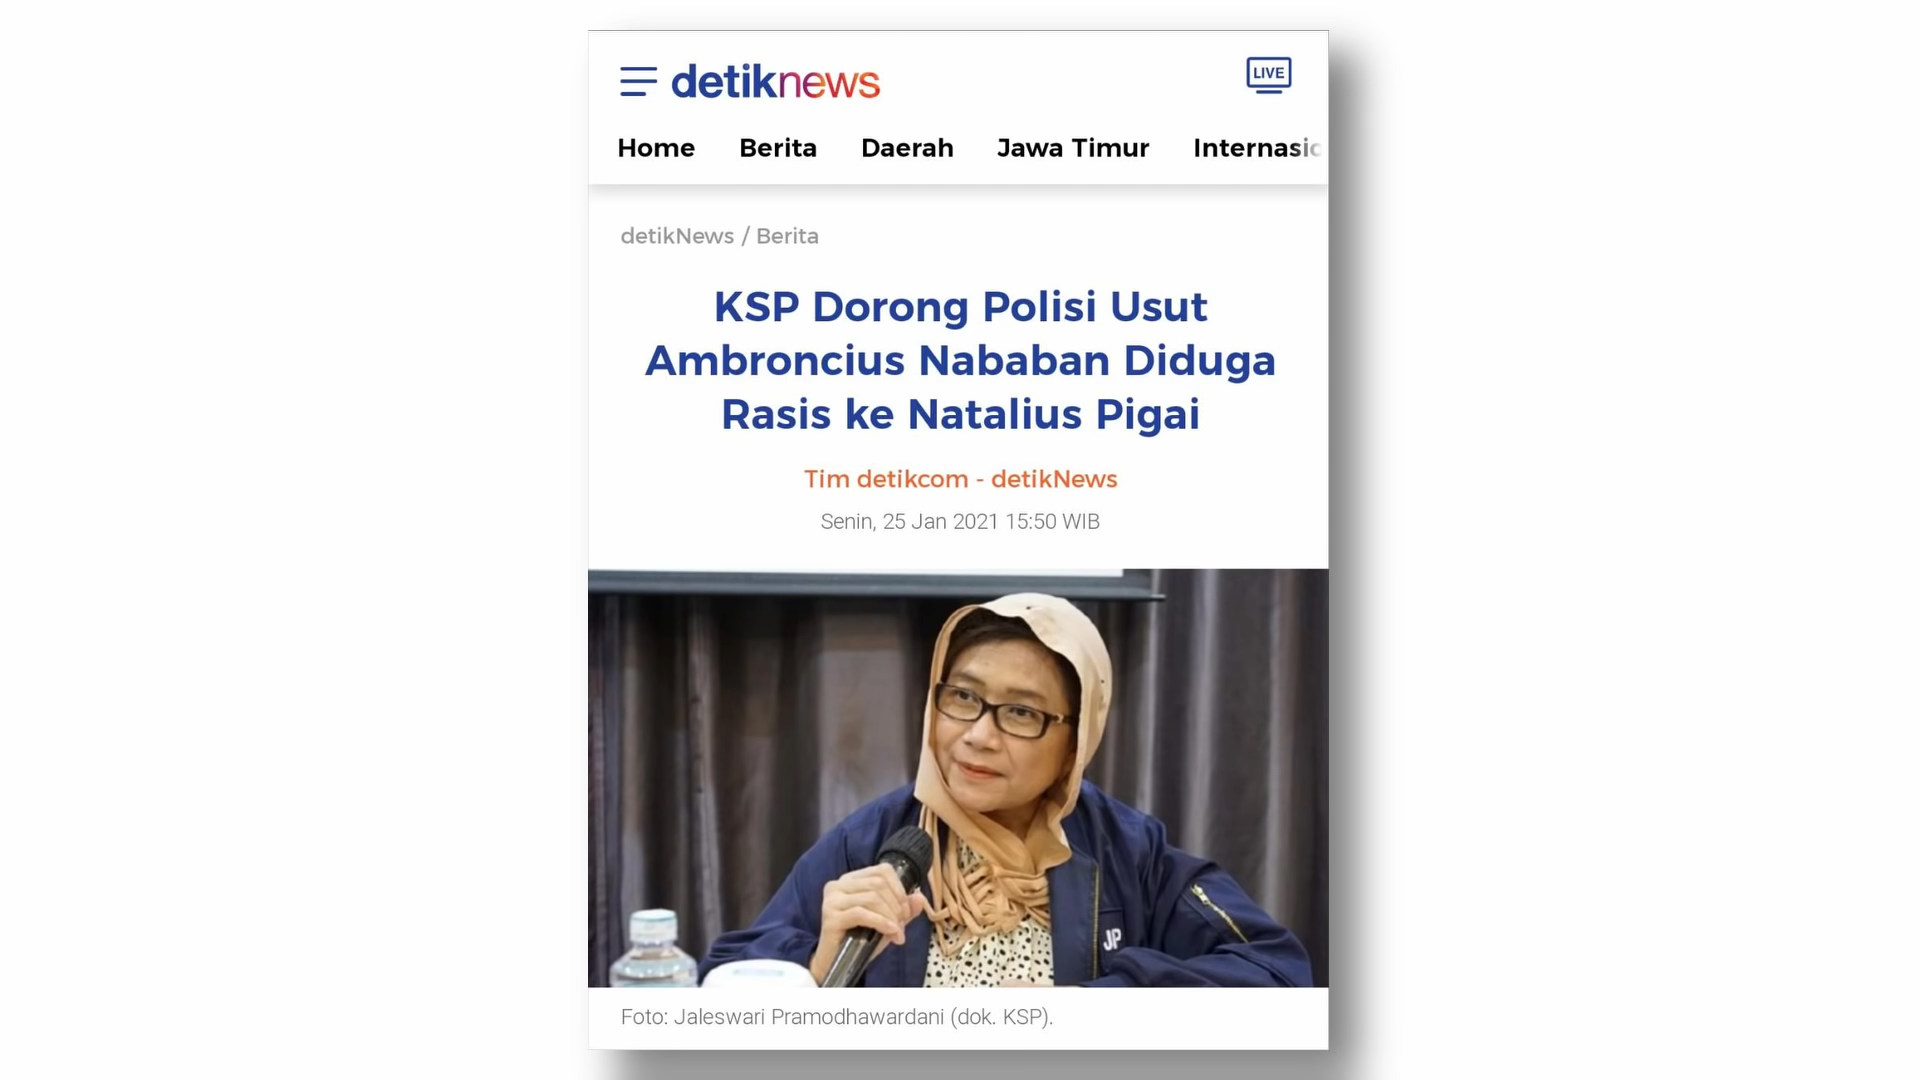 detiknews
LIVE
Home Berita Daerah Jawa Timur Internasio
detikNews / Berita
KSP Dorong Polisi Usut
Ambroncius Nababan Diduga
Rasis ke Natalius Pigai
Tim detikcom - detikNews
Senin, 25 Jan 2021 15:50 WIB
JP
Foto: Jaleswari Pramodhawardani (dok. KSP).